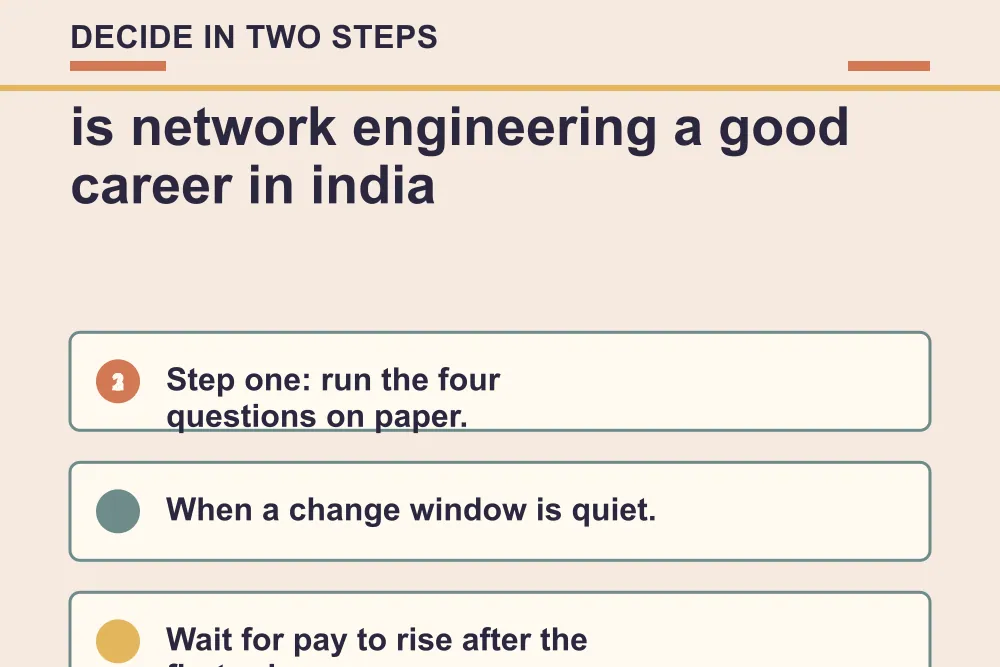 DECIDE IN TWO STEPS
is network engineering a good
career in india
Step one: run the four
questions on paper.
When a change window is quiet.
Wait for pay to rise after the